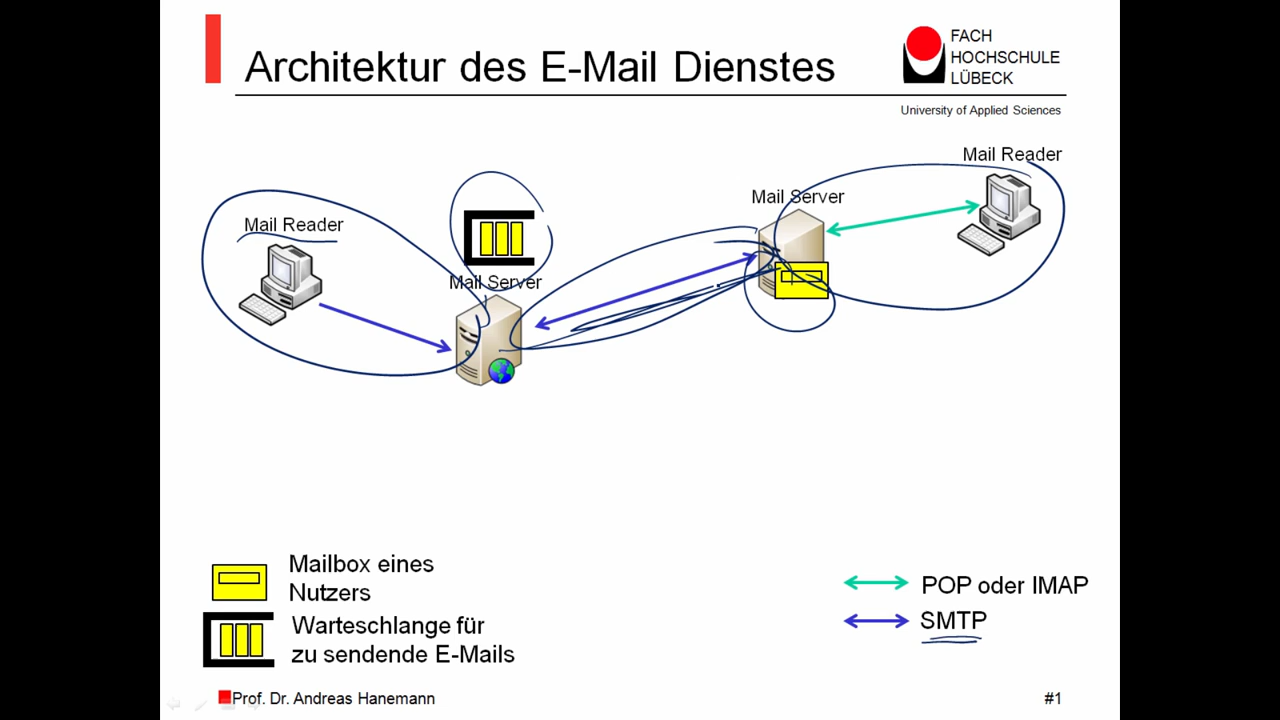 Architektur des E-Mail Dienstes
FACH
HOCHSCHULE
LÜBECK
University of Applied Sciences
Mail Reader
Mail Server
Mail Reader
Mail Server
Mailbox eines
Nutzers
Warteschlange für
zu sendende E-Mails
POP oder IMAP
SMTP
Prof. Dr. Andreas Hanemann
#1